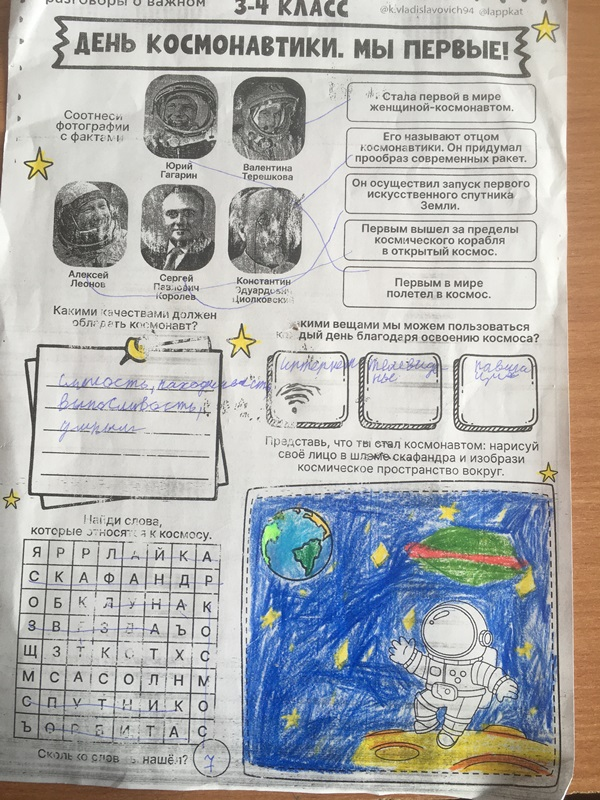 разговоры о важном
3-4 КЛАСС
@k.vladislavovich94 @lappkat
ДЕНЬ КОСМОНАВТИКИ. МЫ ПЕРВЫЕ!
Соотнеси
фотографии
с фактами
Юрий
Гагарин
Валентина
Терешкова
Алексей
Леонов
Сергей
Павлович
Королев
Константин
Эдуардович
Циолковский
Стала первой в мире
женщиной-космонавтом.
Его называют отцом
космонавтики. Он придумал
прообраз современных ракет.
Он осуществил запуск первого
искусственного спутника
Земли.
Первым вышел за пределы
космического корабля
в открытый космос.
Первым в мире
полетел в космос.
Какими качествами должен
обладать космонавт?
смелость, находчивость
выносливость,
Какими вещами мы можем пользоваться
каждый день благодаря освоению космоса?
интернет
телевиде-
ние
навига
ция
Представь, что ты стал космонавтом: нарисуй
своё лицо в шлеме скафандра и изобрази
космическое пространство вокруг.
Найди слова,
которые относятся к космосу.
Я Р Р Л А Й К А
С К А Ф А Н Д Р
О Б К Л У Н А К
З В Ё З Д А Ъ О
Щ З Т К О Т Х С
М С А С О Л Н М
С П У Т Н И К О
Ъ О Р Б И Т А С
Сколько слов ты нашёл? 7